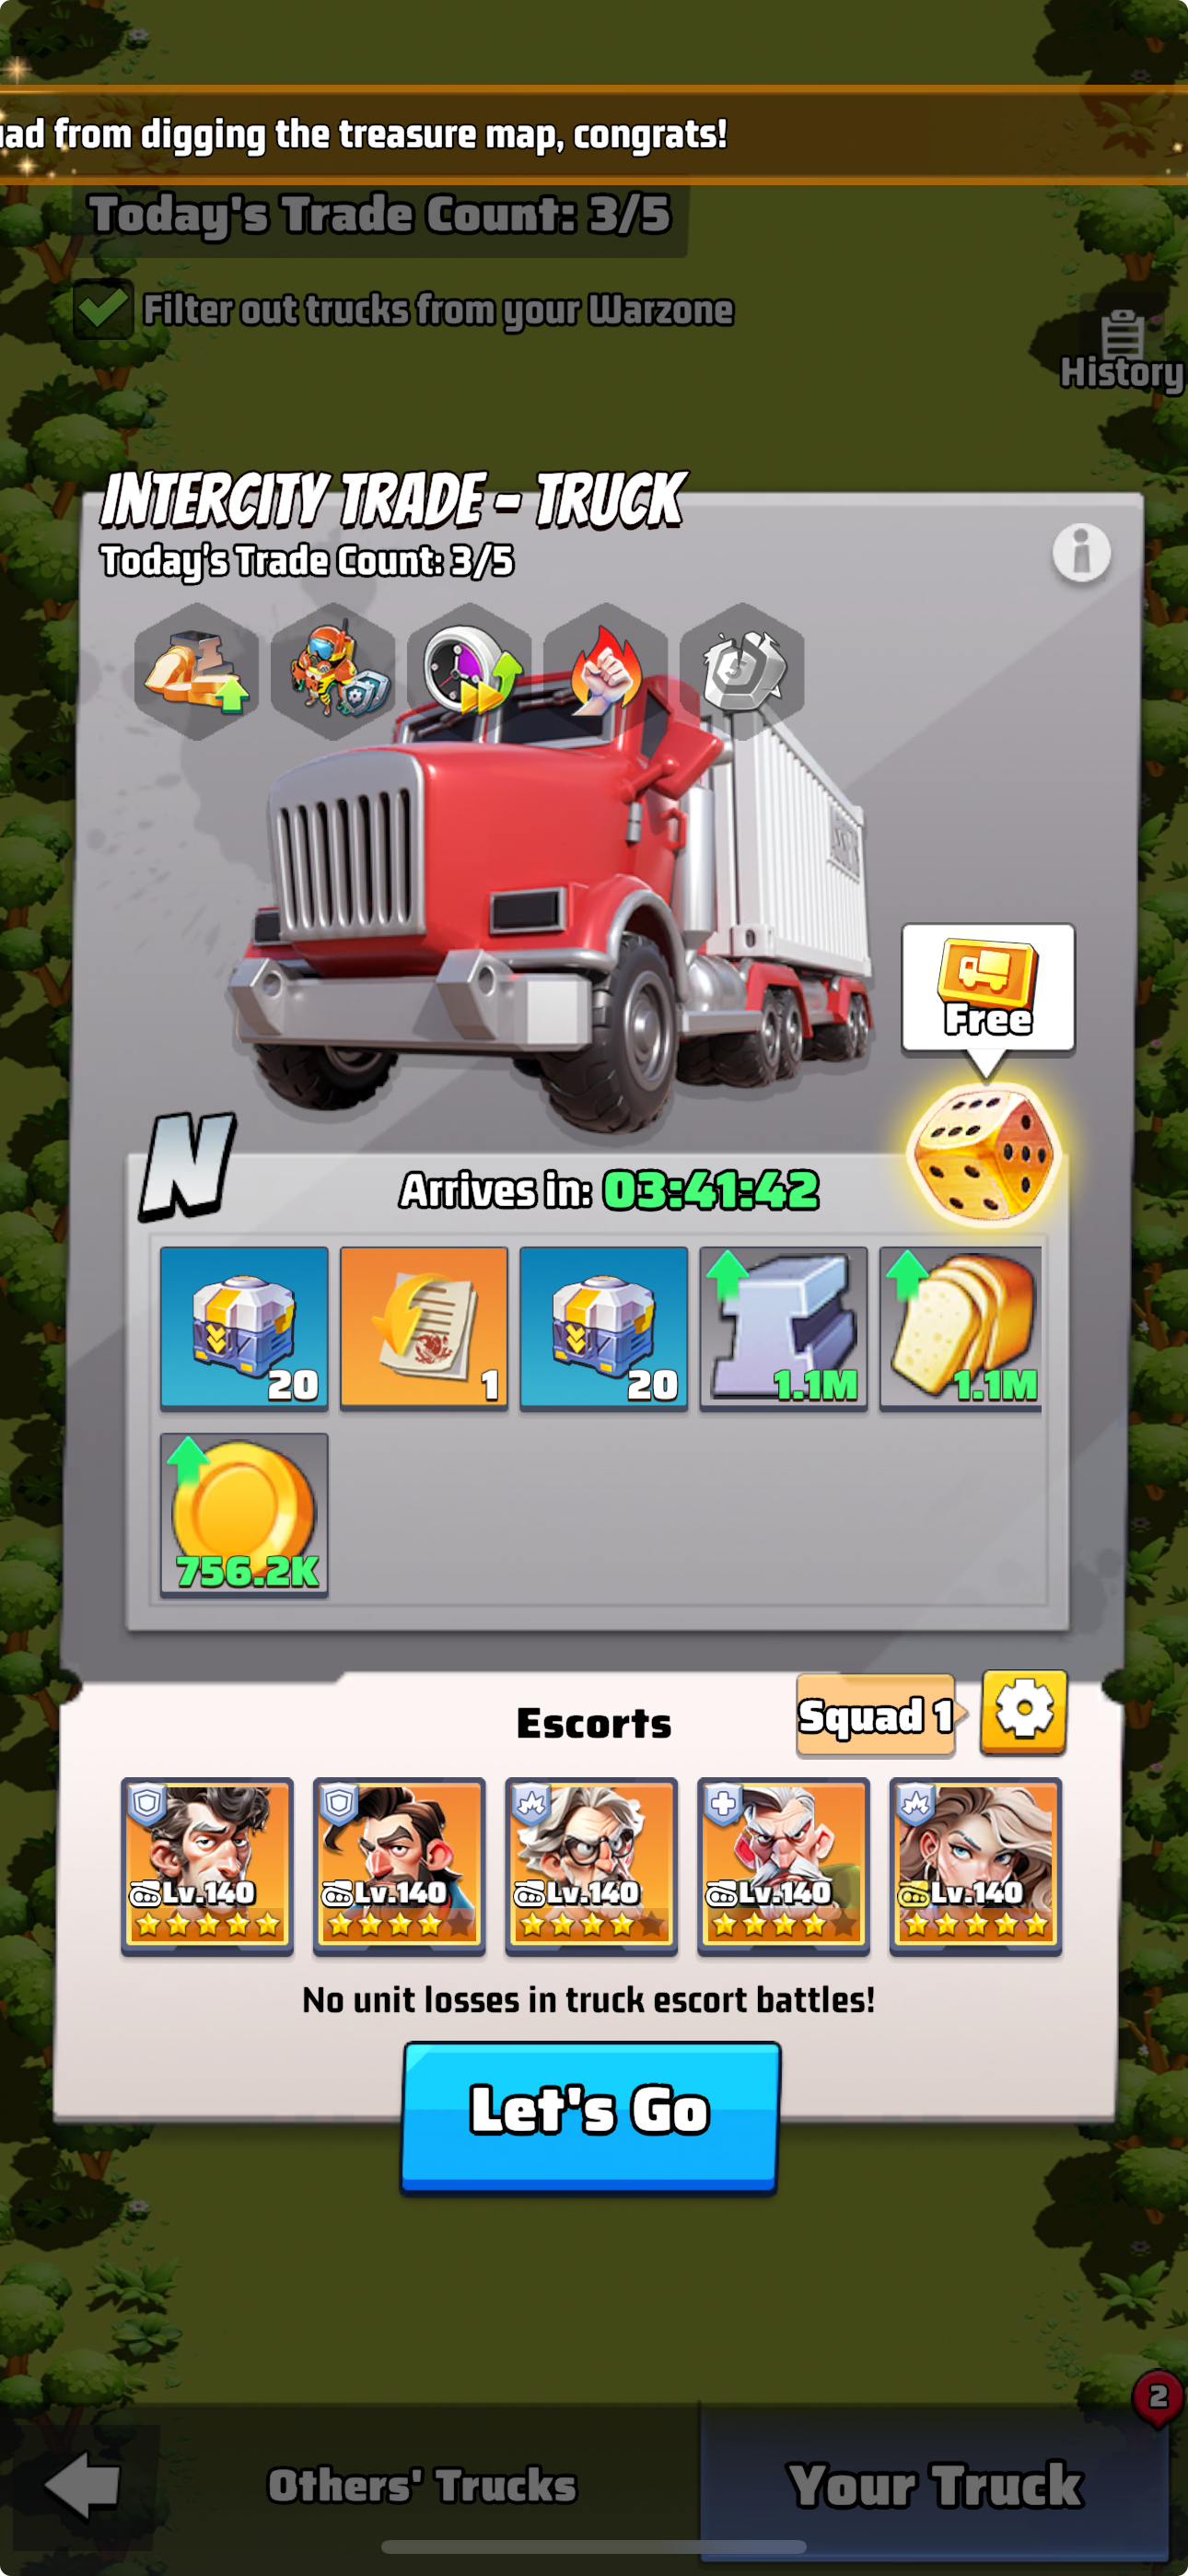 ad from digging the treasure map, congrats!
Today's Trade Count: 3/5
Filter out trucks from your Warzone
History
INTERCITY TRADE - TRUCK
Today's Trade Count: 3/5
Free
N
Arrives in: 03:41:42
20
1
20
1.1M
1.1M
756.2K
Escorts
Squad 1
Lv.140
Lv.140
Lv.140
Lv.140
Lv.140
No unit losses in truck escort battles!
Let's Go
2
Others' Trucks
Your Truck